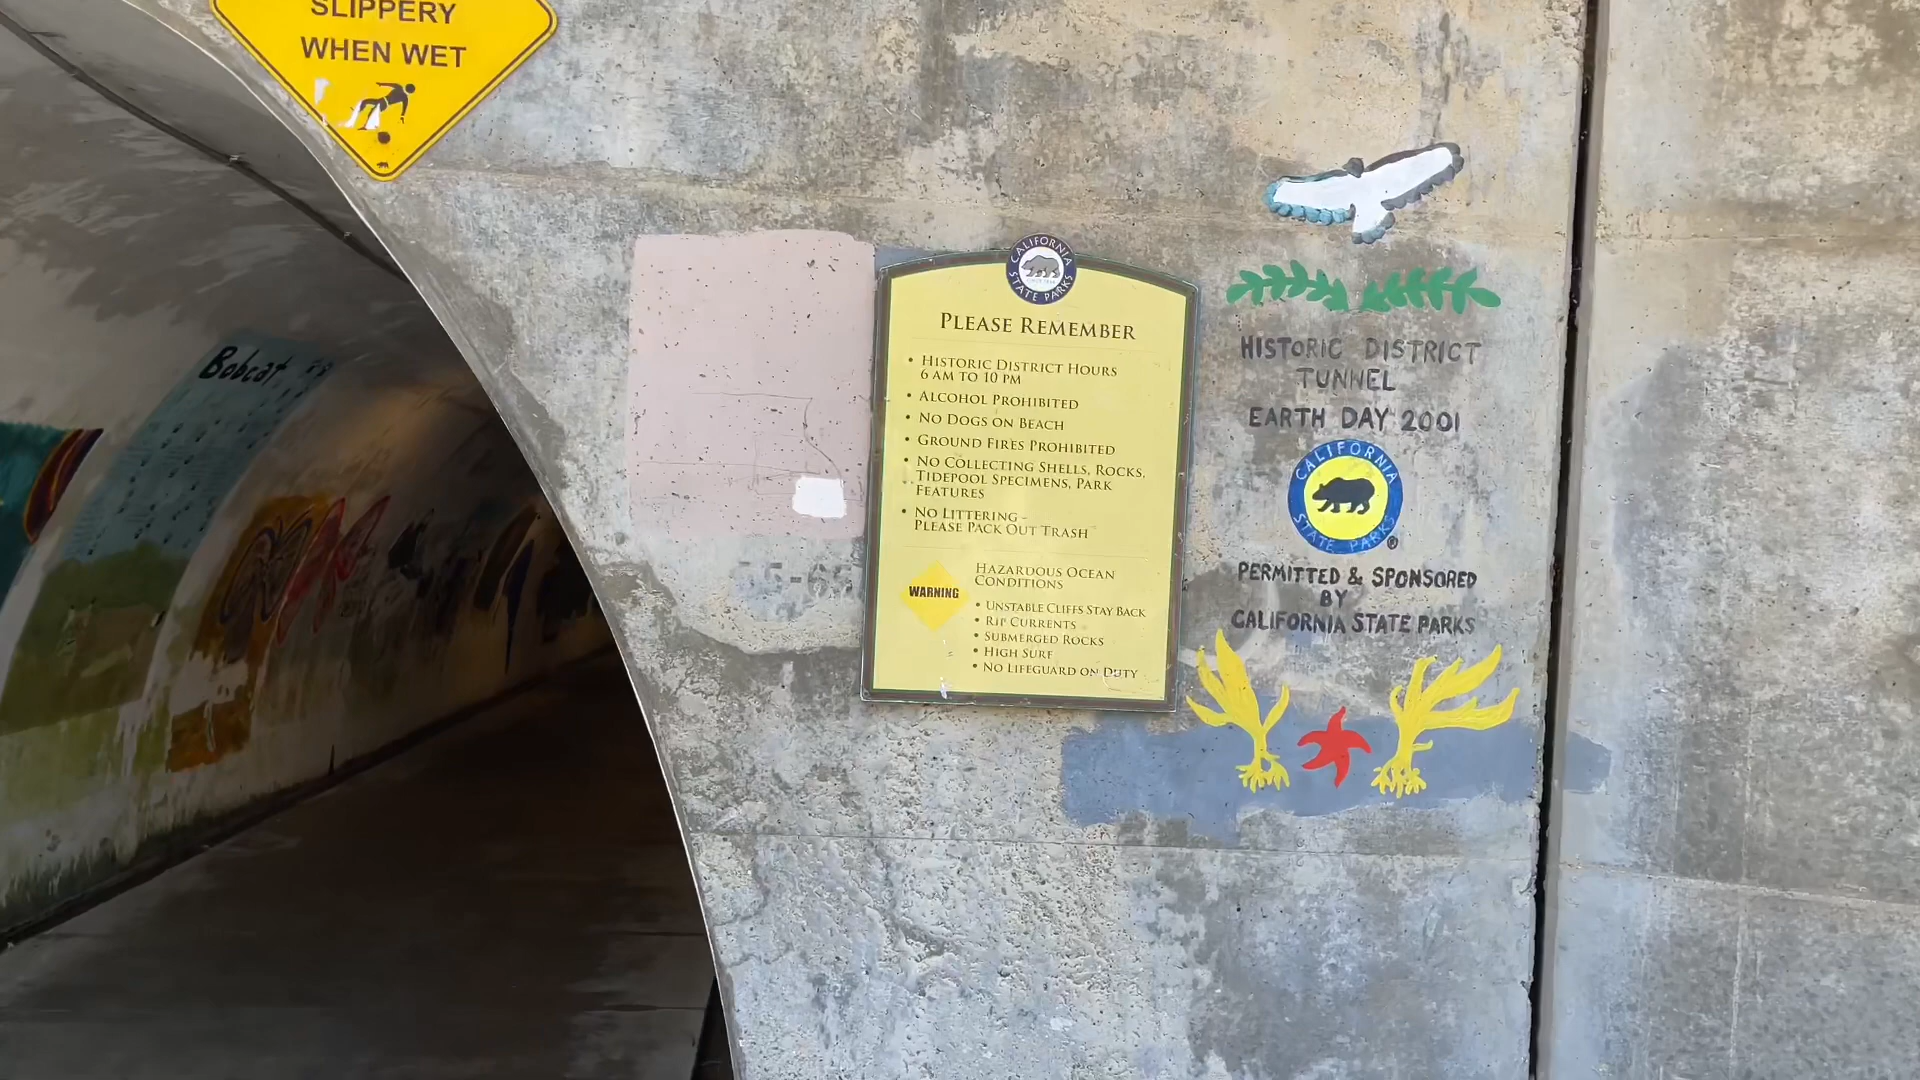 SLIPPERY
WHEN WET
Bobcat
CALIFORNIA
STATE PARKS
PLEASE REMEMBER
• HISTORIC DISTRICT HOURS
6 AM TO 10 PM
• ALCOHOL PROHIBITED
• NO DOGS ON BEACH
• GROUND FIRES PROHIBITED
• NO COLLECTING SHELLS, ROCKS,
TIDEPOOL SPECIMENS, PARK
FEATURES
• NO LITTERING -
PLEASE PACK OUT TRASH
WARNING
HAZARDOUS OCEAN
CONDITIONS
• UNSTABLE CLIFFS STAY BACK
• RIP CURRENTS
• SUBMERGED ROCKS
• HIGH SURF
• NO LIFEGUARD ON DUTY
HISTORIC DISTRICT
TUNNEL
EARTH DAY 2001
CALIFORNIA
STATE PARKS ®
PERMITTED & SPONSORED
BY
CALIFORNIA STATE PARKS